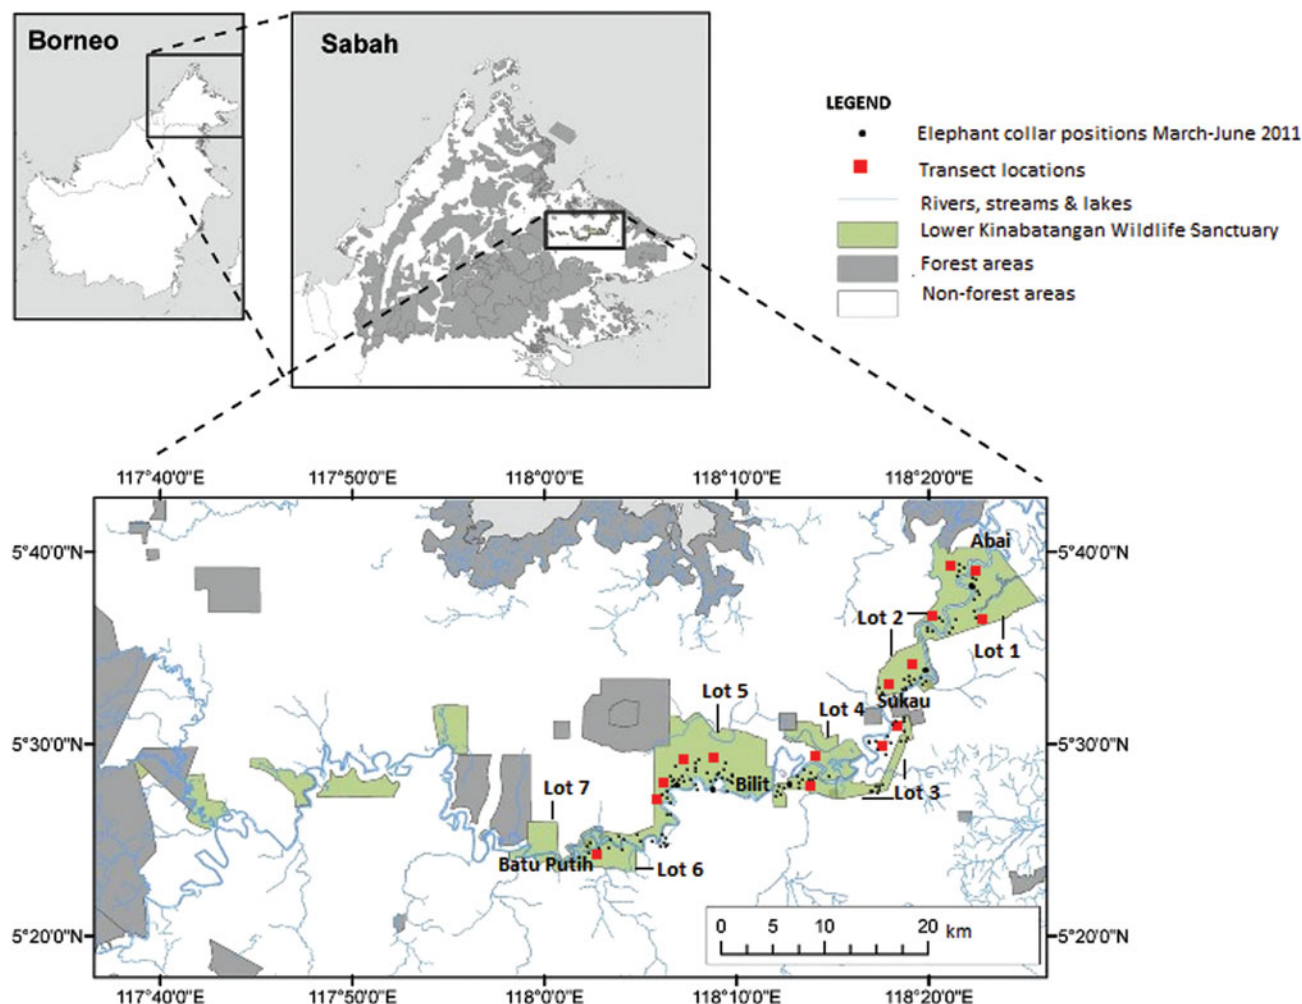 Borneo
Sabah
LEGEND
Elephant collar positions March-June 2011
Transect locations
Rivers, streams & lakes
Lower Kinabatangan Wildlife Sanctuary
Forest areas
Non-forest areas
117°40'0"E 117°50'0"E 118°0'0"E 118°10'0"E 118°20'0"E
5°40'0"N Abai 5°40'0"N
Lot 2
Lot 1
Lot 5 Sukau
Lot 4
5°30'0"N 5°30'0"N
Lot 7 Bilit
Lot 3
Batu Putih Lot 6
0 5 10 20 km
5°20'0"N 5°20'0"N
117°40'0"E 117°50'0"E 118°0'0"E 118°10'0"E 118°20'0"E